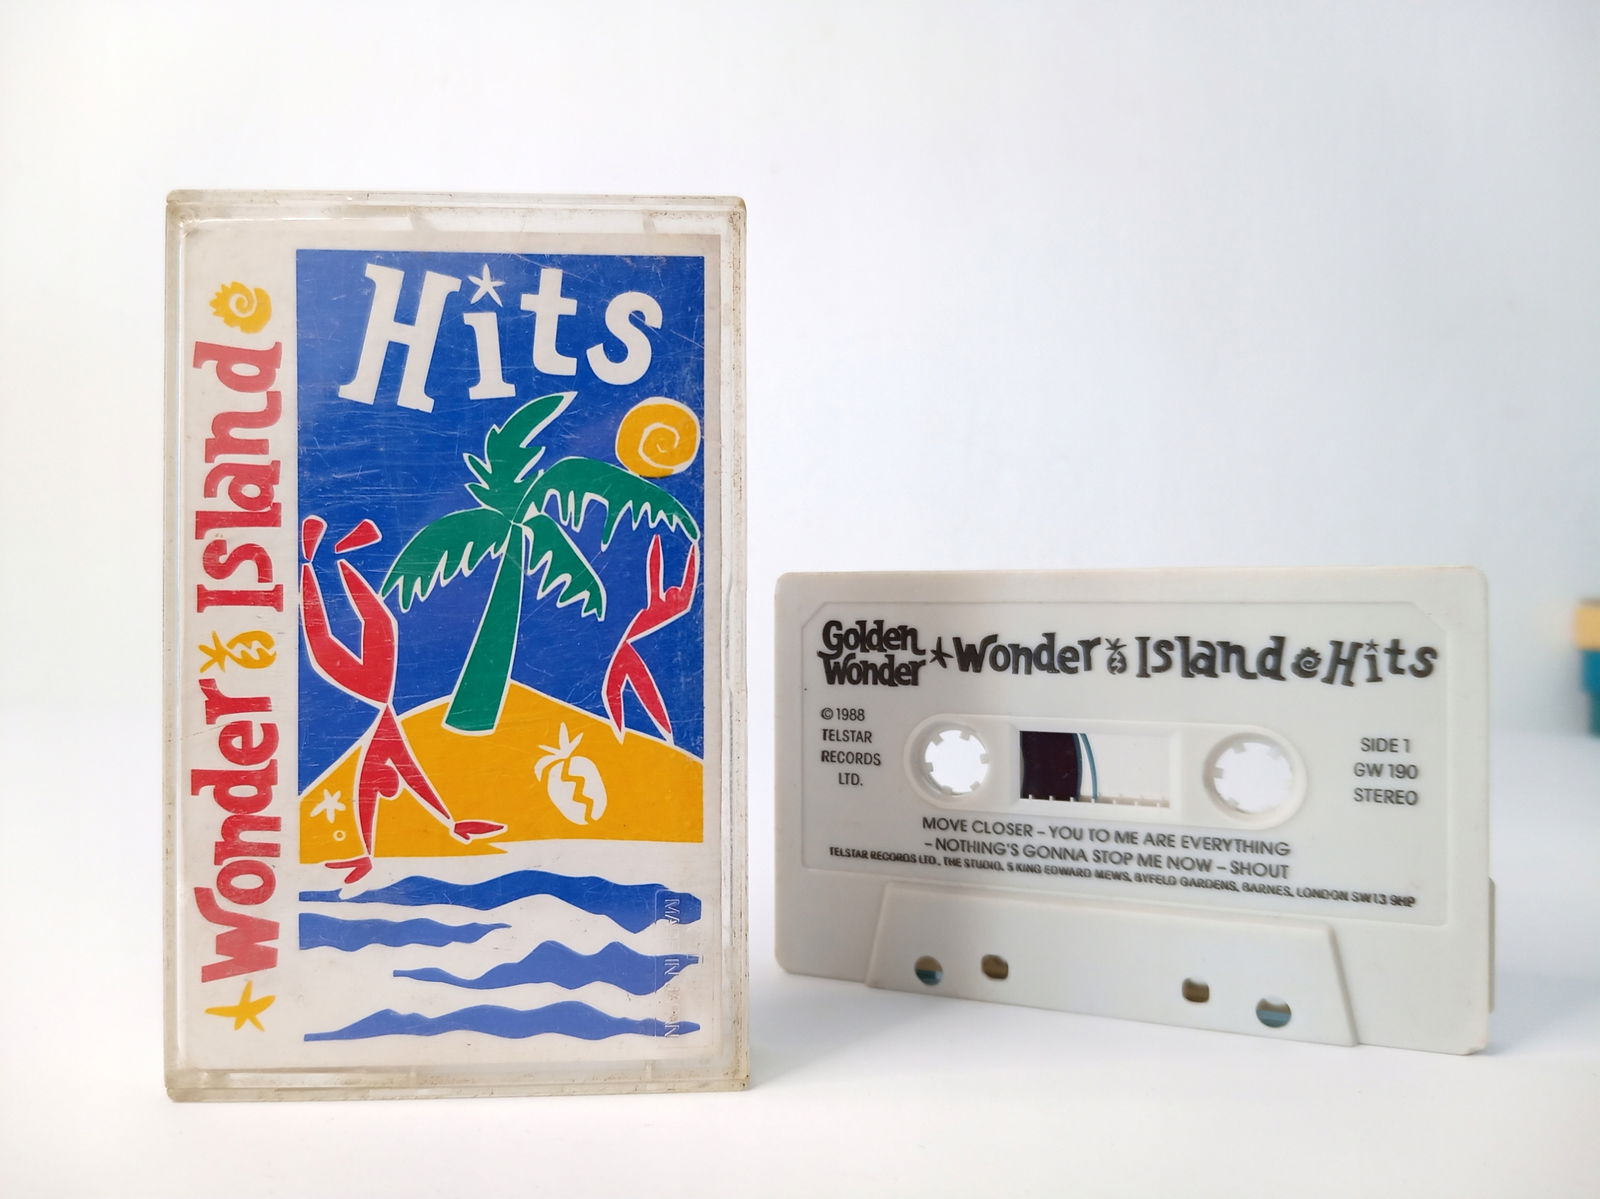 Hits
Wonder Island
Golden
Wonder
Wonder Island Hits
© 1988
TELSTAR
RECORDS
LTD.
SIDE 1
GW 190
STEREO
MOVE CLOSER – YOU TO ME ARE EVERYTHING
– NOTHING'S GONNA STOP ME NOW – SHOUT
TELSTAR RECORDS LTD., THE STUDIO, 5 KING EDWARD MEWS, BYFELD GARDENS, BARNES, LONDON SW13 9HP